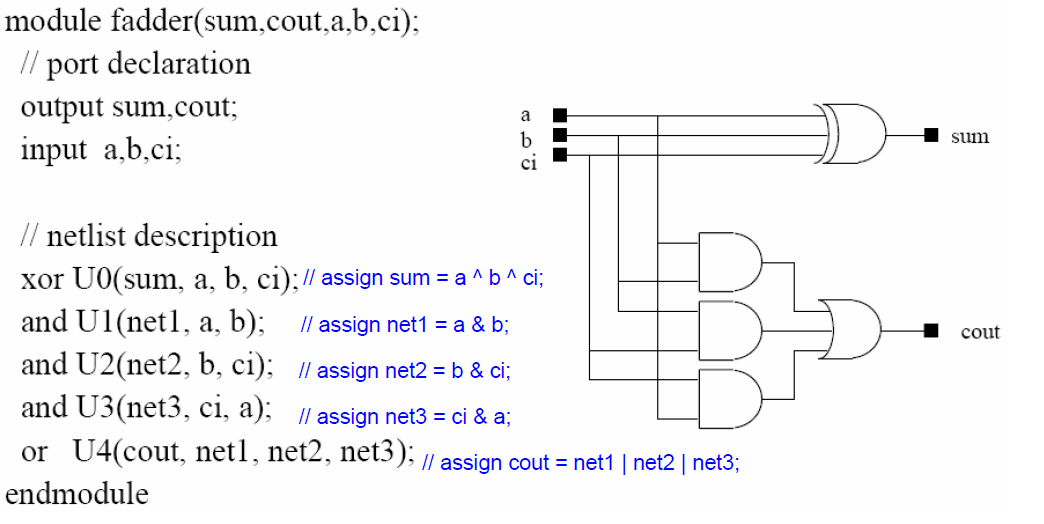 module fadder(sum,cout,a,b,ci);
// port declaration
output sum,cout;
input a,b,ci;
// netlist description
xor U0(sum, a, b, ci); // assign sum = a ^ b ^ ci;
and U1(net1, a, b); // assign net1 = a & b;
and U2(net2, b, ci); // assign net2 = b & ci;
and U3(net3, ci, a); // assign net3 = ci & a;
or U4(cout, net1, net2, net3); // assign cout = net1 | net2 | net3;
endmodule
a
b
ci
sum
cout